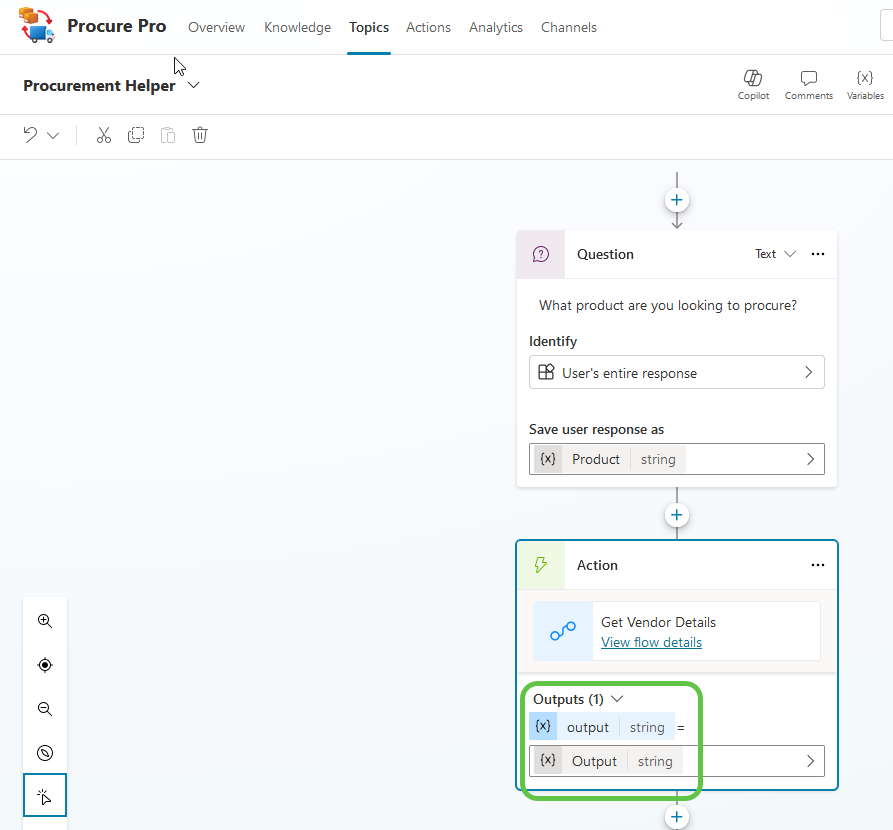 Procure Pro Overview Knowledge Topics Actions Analytics Channels
Procurement Helper
Copilot Comments {x} Variables
Question Text
What product are you looking to procure?
Identify
User's entire response
Save user response as
{x} Product string
Action
Get Vendor Details
View flow details
Outputs (1)
{x} output string =
{x} Output string